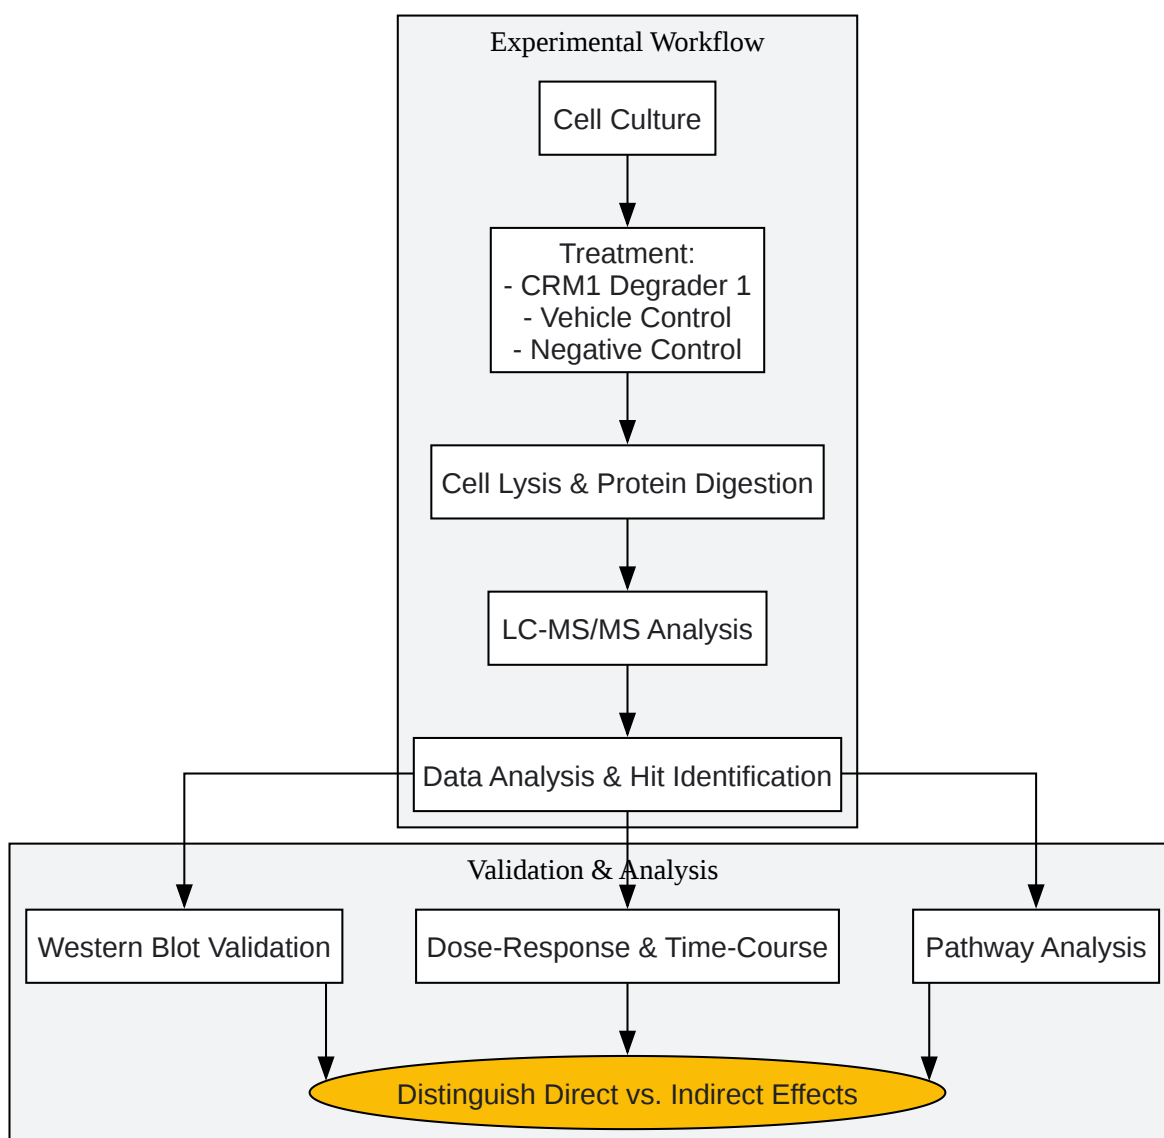 Experimental Workflow
Cell Culture
Treatment:
- CRM1 Degrader 1
- Vehicle Control
- Negative Control
Cell Lysis & Protein Digestion
LC-MS/MS Analysis
Data Analysis & Hit Identification
Validation & Analysis
Western Blot Validation
Dose-Response & Time-Course
Pathway Analysis
Distinguish Direct vs. Indirect Effects